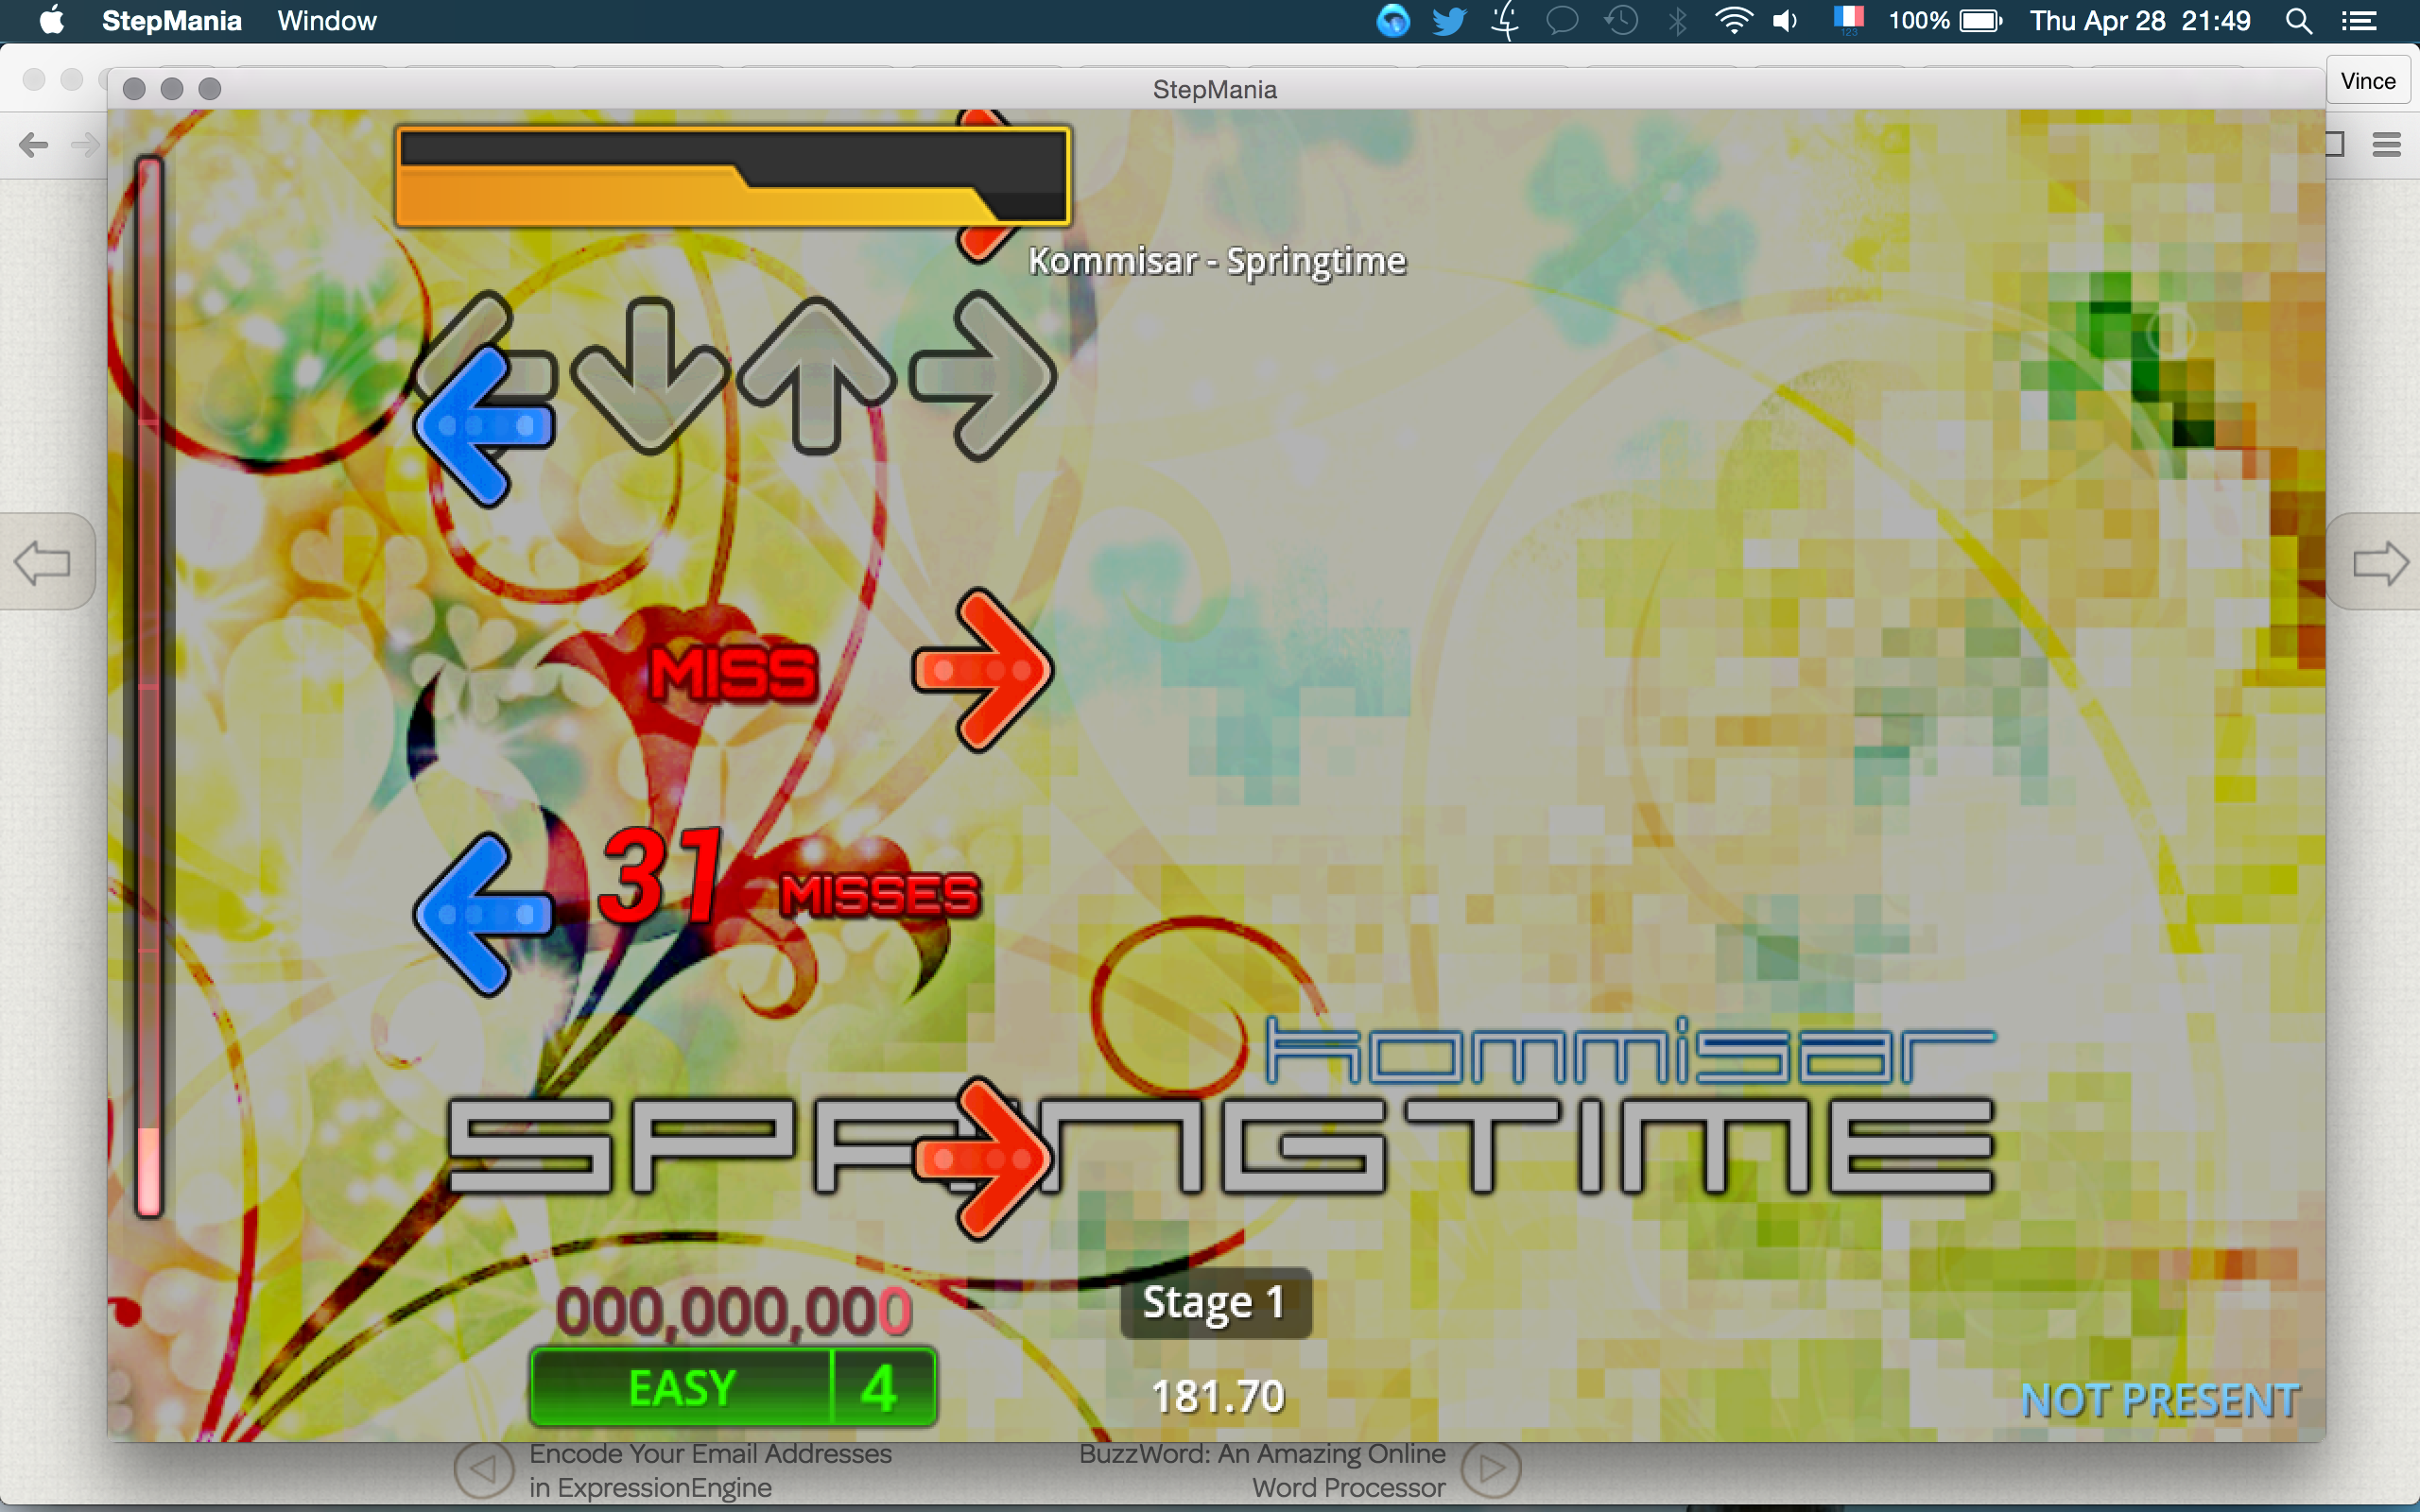 StepMania Window 123 100% Thu Apr 28 21:49
Vince
StepMania
Kommisar - Springtime
MISS
31 MISSES
kommisar
SPRINGTIME
000,000,000
Stage 1
EASY 4
181.70
NOT PRESENT
Encode Your Email Addresses
in ExpressionEngine
BuzzWord: An Amazing Online
Word Processor